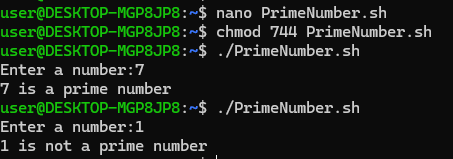 user@DESKTOP-MGP8JP8:~$ nano PrimeNumber.sh
user@DESKTOP-MGP8JP8:~$ chmod 744 PrimeNumber.sh
user@DESKTOP-MGP8JP8:~$ ./PrimeNumber.sh
Enter a number:7
7 is a prime number
user@DESKTOP-MGP8JP8:~$ ./PrimeNumber.sh
Enter a number:1
1 is not a prime number